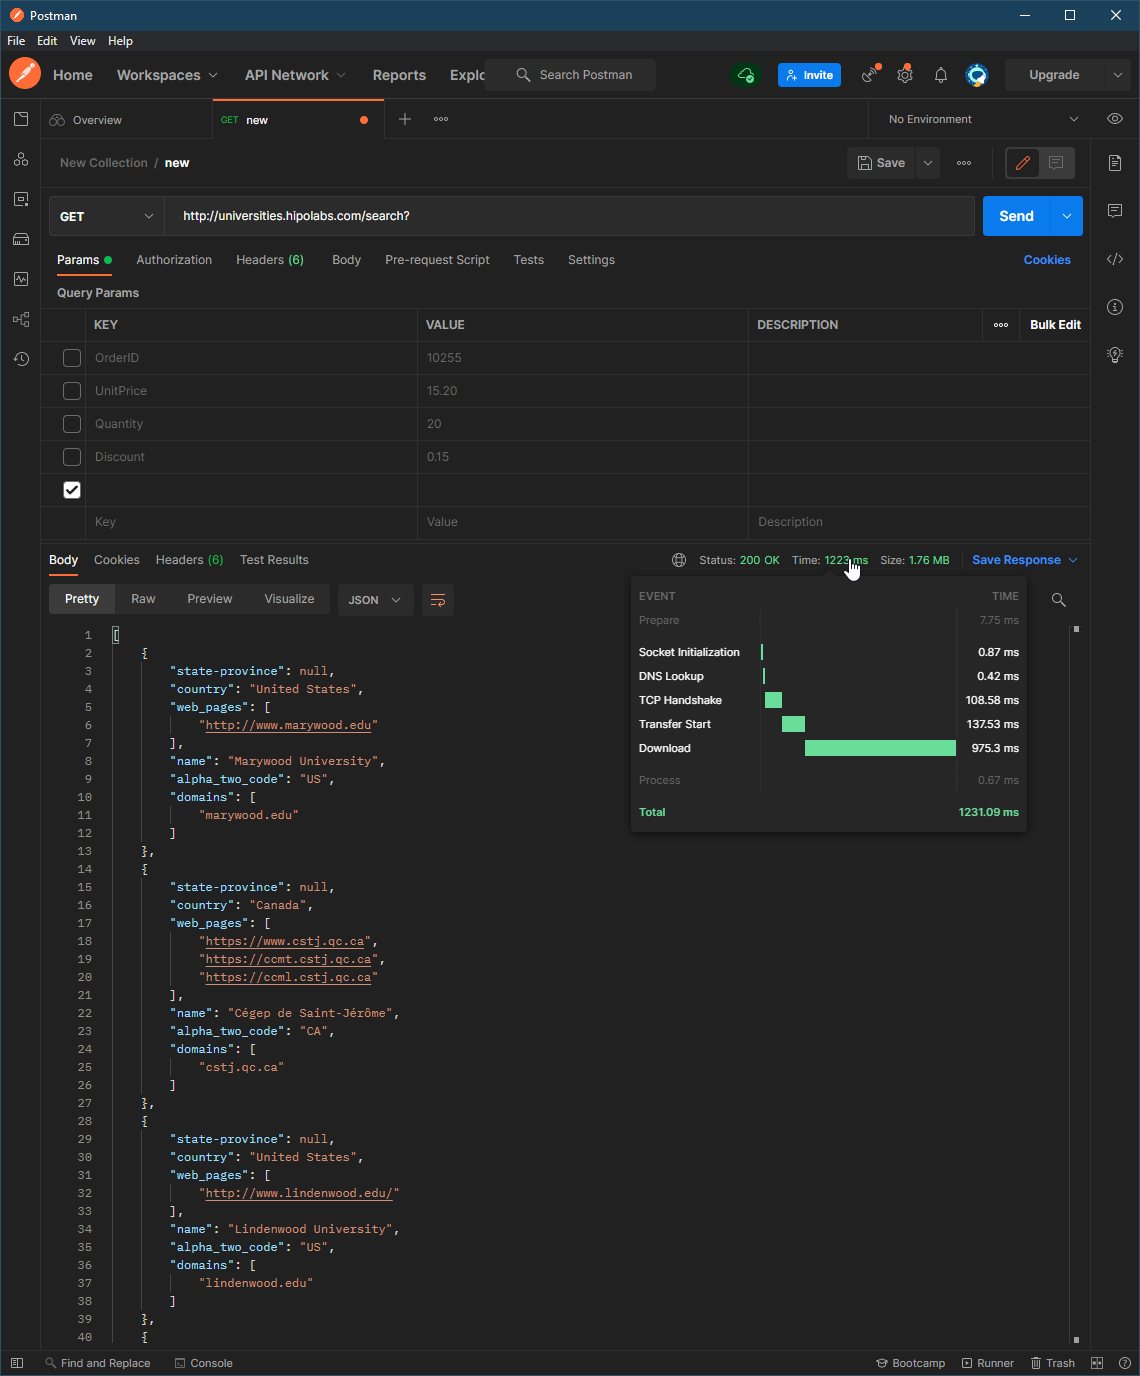 Postman
File Edit View Help
Home Workspaces API Network Reports Explo Search Postman Invite Upgrade
Overview GET new No Environment
New Collection / new Save
GET http://universities.hipolabs.com/search? Send
Params Authorization Headers (6) Body Pre-request Script Tests Settings Cookies
Query Params
KEY VALUE DESCRIPTION Bulk Edit
OrderID 10255
UnitPrice 15.20
Quantity 20
Discount 0.15
Key Value Description
Body Cookies Headers (6) Test Results Status: 200 OK Time: 1223 ms Size: 1.76 MB Save Response
Pretty Raw Preview Visualize JSON
EVENT TIME
Prepare 7.75 ms
Socket Initialization 0.87 ms
DNS Lookup 0.42 ms
TCP Handshake 108.58 ms
Transfer Start 137.53 ms
Download 975.3 ms
Process 0.67 ms
Total 1231.09 ms
1 [
2 {
3 "state-province": null,
4 "country": "United States",
5 "web_pages": [
6 "http://www.marywood.edu"
7 ],
8 "name": "Marywood University",
9 "alpha_two_code": "US",
10 "domains": [
11 "marywood.edu"
12 ]
13 },
14 {
15 "state-province": null,
16 "country": "Canada",
17 "web_pages": [
18 "https://www.cstj.qc.ca",
19 "https://ccmt.cstj.qc.ca",
20 "https://ccml.cstj.qc.ca"
21 ],
22 "name": "Cégep de Saint-Jérôme",
23 "alpha_two_code": "CA",
24 "domains": [
25 "cstj.qc.ca"
26 ]
27 },
28 {
29 "state-province": null,
30 "country": "United States",
31 "web_pages": [
32 "http://www.lindenwood.edu/"
33 ],
34 "name": "Lindenwood University",
35 "alpha_two_code": "US",
36 "domains": [
37 "lindenwood.edu"
38 ]
39 },
40 {
Find and Replace Console Bootcamp Runner Trash